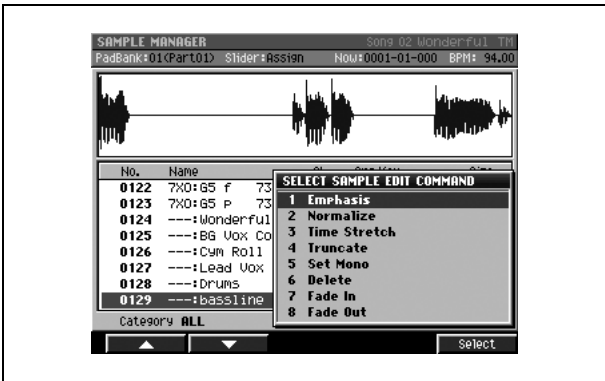 SAMPLE MANAGER Song 02 Wonderful TM
PadBank:01(Part01) Slider:Assign Now:0001-01-000 BPM: 94.00
No. Name
0122 7X0:G5 f 73
0123 7X0:G5 P 73
0124 ---:Wonderful
0125 ---:BG Vox Co
0126 ---:Cym Roll
0127 ---:Lead Vox
0128 ---:Drums
0129 ---:bassline
SELECT SAMPLE EDIT COMMAND
1 Emphasis
2 Normalize
3 Time Stretch
4 Truncate
5 Set Mono
6 Delete
7 Fade In
8 Fade Out
Category ALL
Select